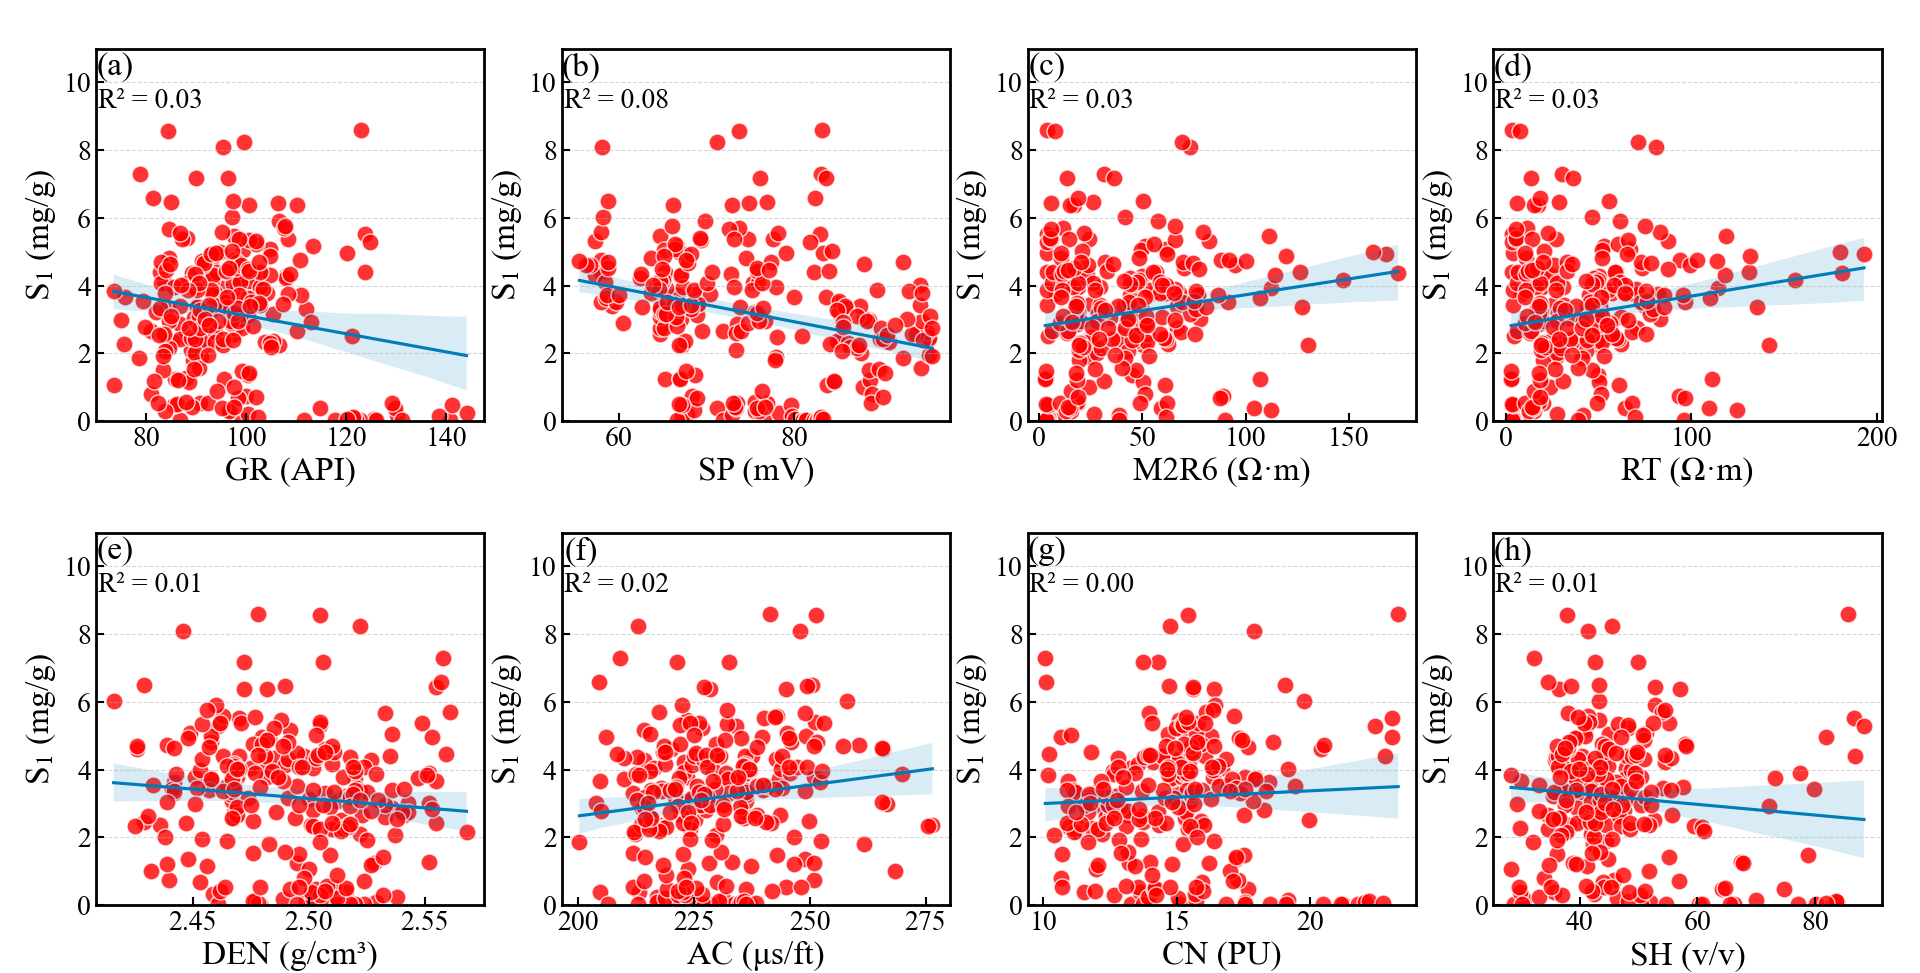 (a)
R² = 0.03
10
8
6
4
2
0
80 100 120 140
GR (API)
S₁ (mg/g)
(b)
R² = 0.08
10
8
6
4
2
0
60 80
SP (mV)
S₁ (mg/g)
(c)
R² = 0.03
10
8
6
4
2
0
0 50 100 150
M2R6 (Ω·m)
S₁ (mg/g)
(d)
R² = 0.03
10
8
6
4
2
0
0 100 200
RT (Ω·m)
S₁ (mg/g)
(e)
R² = 0.01
10
8
6
4
2
0
2.45 2.50 2.55
DEN (g/cm³)
S₁ (mg/g)
(f)
R² = 0.02
10
8
6
4
2
0
200 225 250 275
AC (μs/ft)
S₁ (mg/g)
(g)
R² = 0.00
10
8
6
4
2
0
10 15 20
CN (PU)
S₁ (mg/g)
(h)
R² = 0.01
10
8
6
4
2
0
40 60 80
SH (v/v)
S₁ (mg/g)